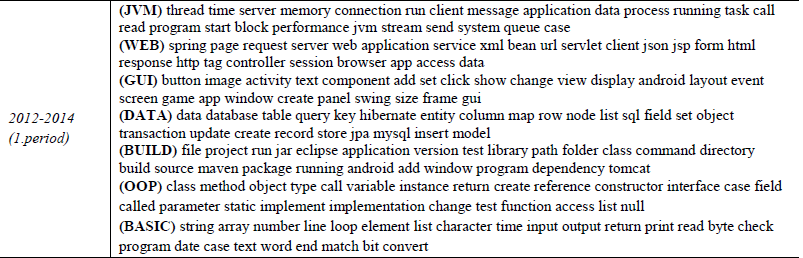 2012-2014
(1.period)
(JVM) thread time server memory connection run client message application data process running task call
read program start block performance jvm stream send system queue case
(WEB) spring page request server web application service xml bean url servlet client json jsp form html
response http tag controller session browser app access data
(GUI) button image activity text component add set click show change view display android layout event
screen game app window create panel swing size frame gui
(DATA) data database table query key hibernate entity column map row node list sql field set object
transaction update create record store jpa mysql insert model
(BUILD) file project run jar eclipse application version test library path folder class command directory
build source maven package running android add window program dependency tomcat
(OOP) class method object type call variable instance return create reference constructor interface case field
called parameter static implement implementation change test function access list null
(BASIC) string array number line loop element list character time input output return print read byte check
program date case text word end match bit convert